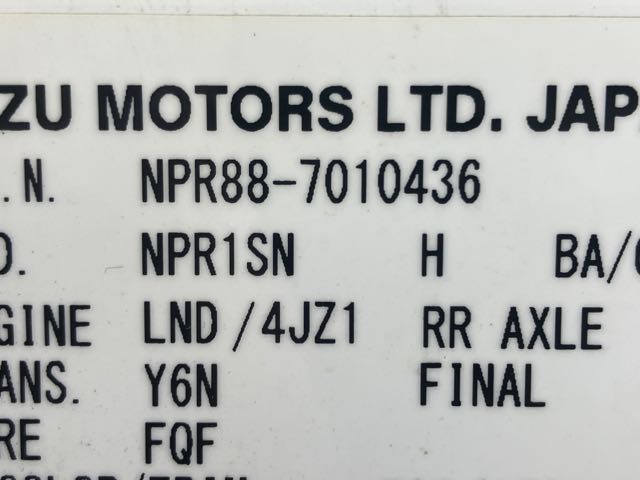 ZU MOTORS LTD. JAP
.N. NPR88-7010436
O. NPR1SN H BA/
GINE LND/4JZ1 RR AXLE
ANS. Y6N FINAL
RE FQF